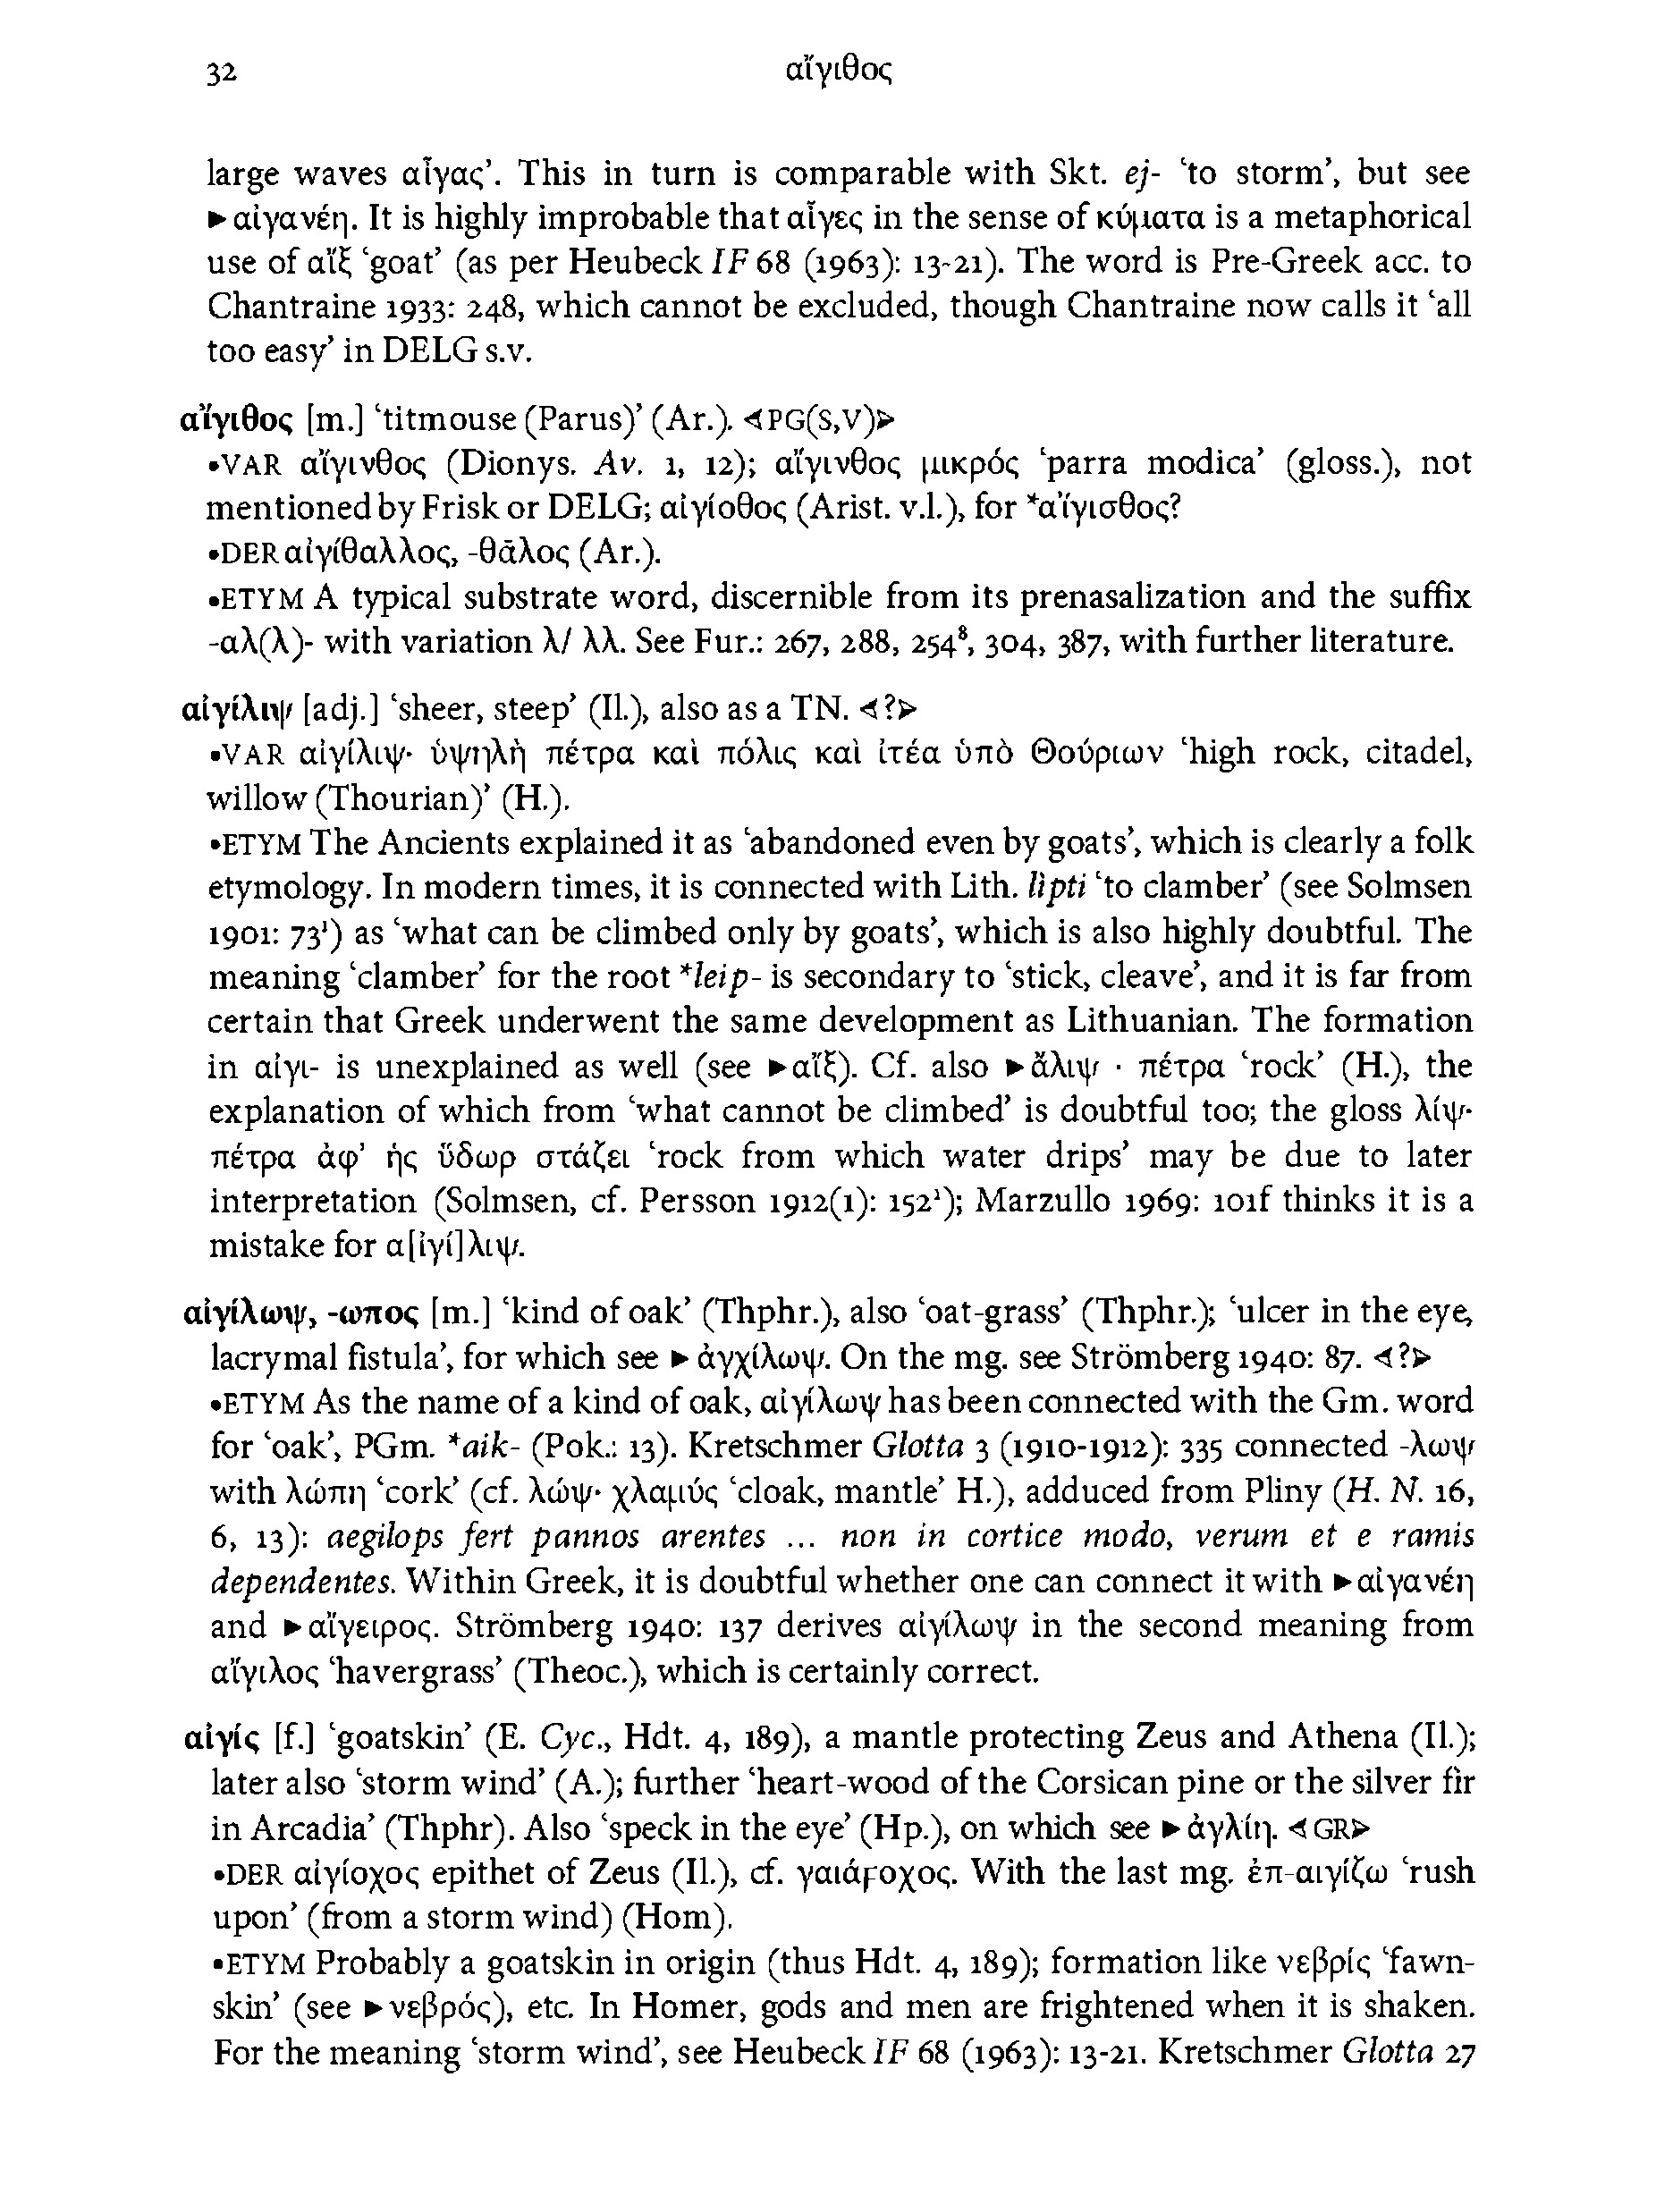 32
αἴγιθος
large waves αἶγας’. This in turn is comparable with Skt. ej- ‘to storm’, but see
►αἰγανέη. It is highly improbable that αἶγες in the sense of κύματα is a metaphorical
use of αἴξ ‘goat’ (as per Heubeck IF 68 (1963): 13-21). The word is Pre-Greek acc. to
Chantraine 1933: 248, which cannot be excluded, though Chantraine now calls it ‘all
too easy’ in DELG s.v.
αἴγιθος [m.] ‘titmouse (Parus)’ (Ar.). ⊲PG(S,V)⊳
•VAR αἴγινθος (Dionys. Av. 1, 12); αἴγινθος μικρός ‘parra modica’ (gloss.), not
mentioned by Frisk or DELG; αἰγίοθος (Arist. v.l.), for *αἴγισθος?
•DER αἰγίθαλλος, -θᾶλος (Ar.).
•ETYM A typical substrate word, discernible from its prenasalization and the suffix
-αλ(λ)- with variation λ/ λλ. See Fur.: 267, 288, 254⁸, 304, 387, with further literature.
αἰγίλιψ [adj.] ‘sheer, steep’ (Il.), also as a TN. ⊲?⊳
•VAR αἰγίλιψ· ὑψηλὴ πέτρα καὶ πόλις καὶ ἰτέα ὑπὸ Θούριων ‘high rock, citadel,
willow (Thourian)’ (H.).
•ETYM The Ancients explained it as ‘abandoned even by goats’, which is clearly a folk
etymology. In modern times, it is connected with Lith. lìpti ‘to clamber’ (see Solmsen
1901: 73¹) as ‘what can be climbed only by goats’, which is also highly doubtful. The
meaning ‘clamber’ for the root *leip- is secondary to ‘stick, cleave’, and it is far from
certain that Greek underwent the same development as Lithuanian. The formation
in αἰγι- is unexplained as well (see ►αἴξ). Cf. also ►ἄλιψ · πέτρα ‘rock’ (H.), the
explanation of which from ‘what cannot be climbed’ is doubtful too; the gloss λίψ·
πέτρα ἀφ’ ἡς ὕδωρ στάζει ‘rock from which water drips’ may be due to later
interpretation (Solmsen, cf. Persson 1912(1): 152¹); Marzullo 1969: 101f thinks it is a
mistake for α[ἰγί]λιψ.
αἰγίλωψ, -ωπος [m.] ‘kind of oak’ (Thphr.), also ‘oat-grass’ (Thphr.); ‘ulcer in the eye,
lacrymal fistula’, for which see ►ἀγχίλωψ. On the mg. see Strömberg 1940: 87. ⊲?⊳
•ETYM As the name of a kind of oak, αἰγίλωψ has been connected with the Gm. word
for ‘oak’, PGm. *aik- (Pok.: 13). Kretschmer Glotta 3 (1910-1912): 335 connected -λωψ
with λώπη ‘cork’ (cf. λώψ· χλαμύς ‘cloak, mantle’ H.), adduced from Pliny (H. N. 16,
6, 13): aegilops fert pannos arentes ... non in cortice modo, verum et e ramis
dependentes. Within Greek, it is doubtful whether one can connect it with ►αἰγανέη
and ►αἴγειρος. Strömberg 1940: 137 derives αἰγίλωψ in the second meaning from
αἴγιλος ‘havergrass’ (Theoc.), which is certainly correct.
αἰγίς [f.] ‘goatskin’ (E. Cyc., Hdt. 4, 189), a mantle protecting Zeus and Athena (Il.);
later also ‘storm wind’ (A.); further ‘heart-wood of the Corsican pine or the silver fir
in Arcadia’ (Thphr). Also ‘speck in the eye’ (Hp.), on which see ►ἀγλίη. ⊲GR⊳
•DER αἰγίοχος epithet of Zeus (Il.), cf. γαιάϝοχος. With the last mg. ἐπ-αιγίζω ‘rush
upon’ (from a storm wind) (Hom).
•ETYM Probably a goatskin in origin (thus Hdt. 4, 189); formation like νεβρίς ‘fawn-
skin’ (see ►νεβρός), etc. In Homer, gods and men are frightened when it is shaken.
For the meaning ‘storm wind’, see Heubeck IF 68 (1963): 13-21. Kretschmer Glotta 27